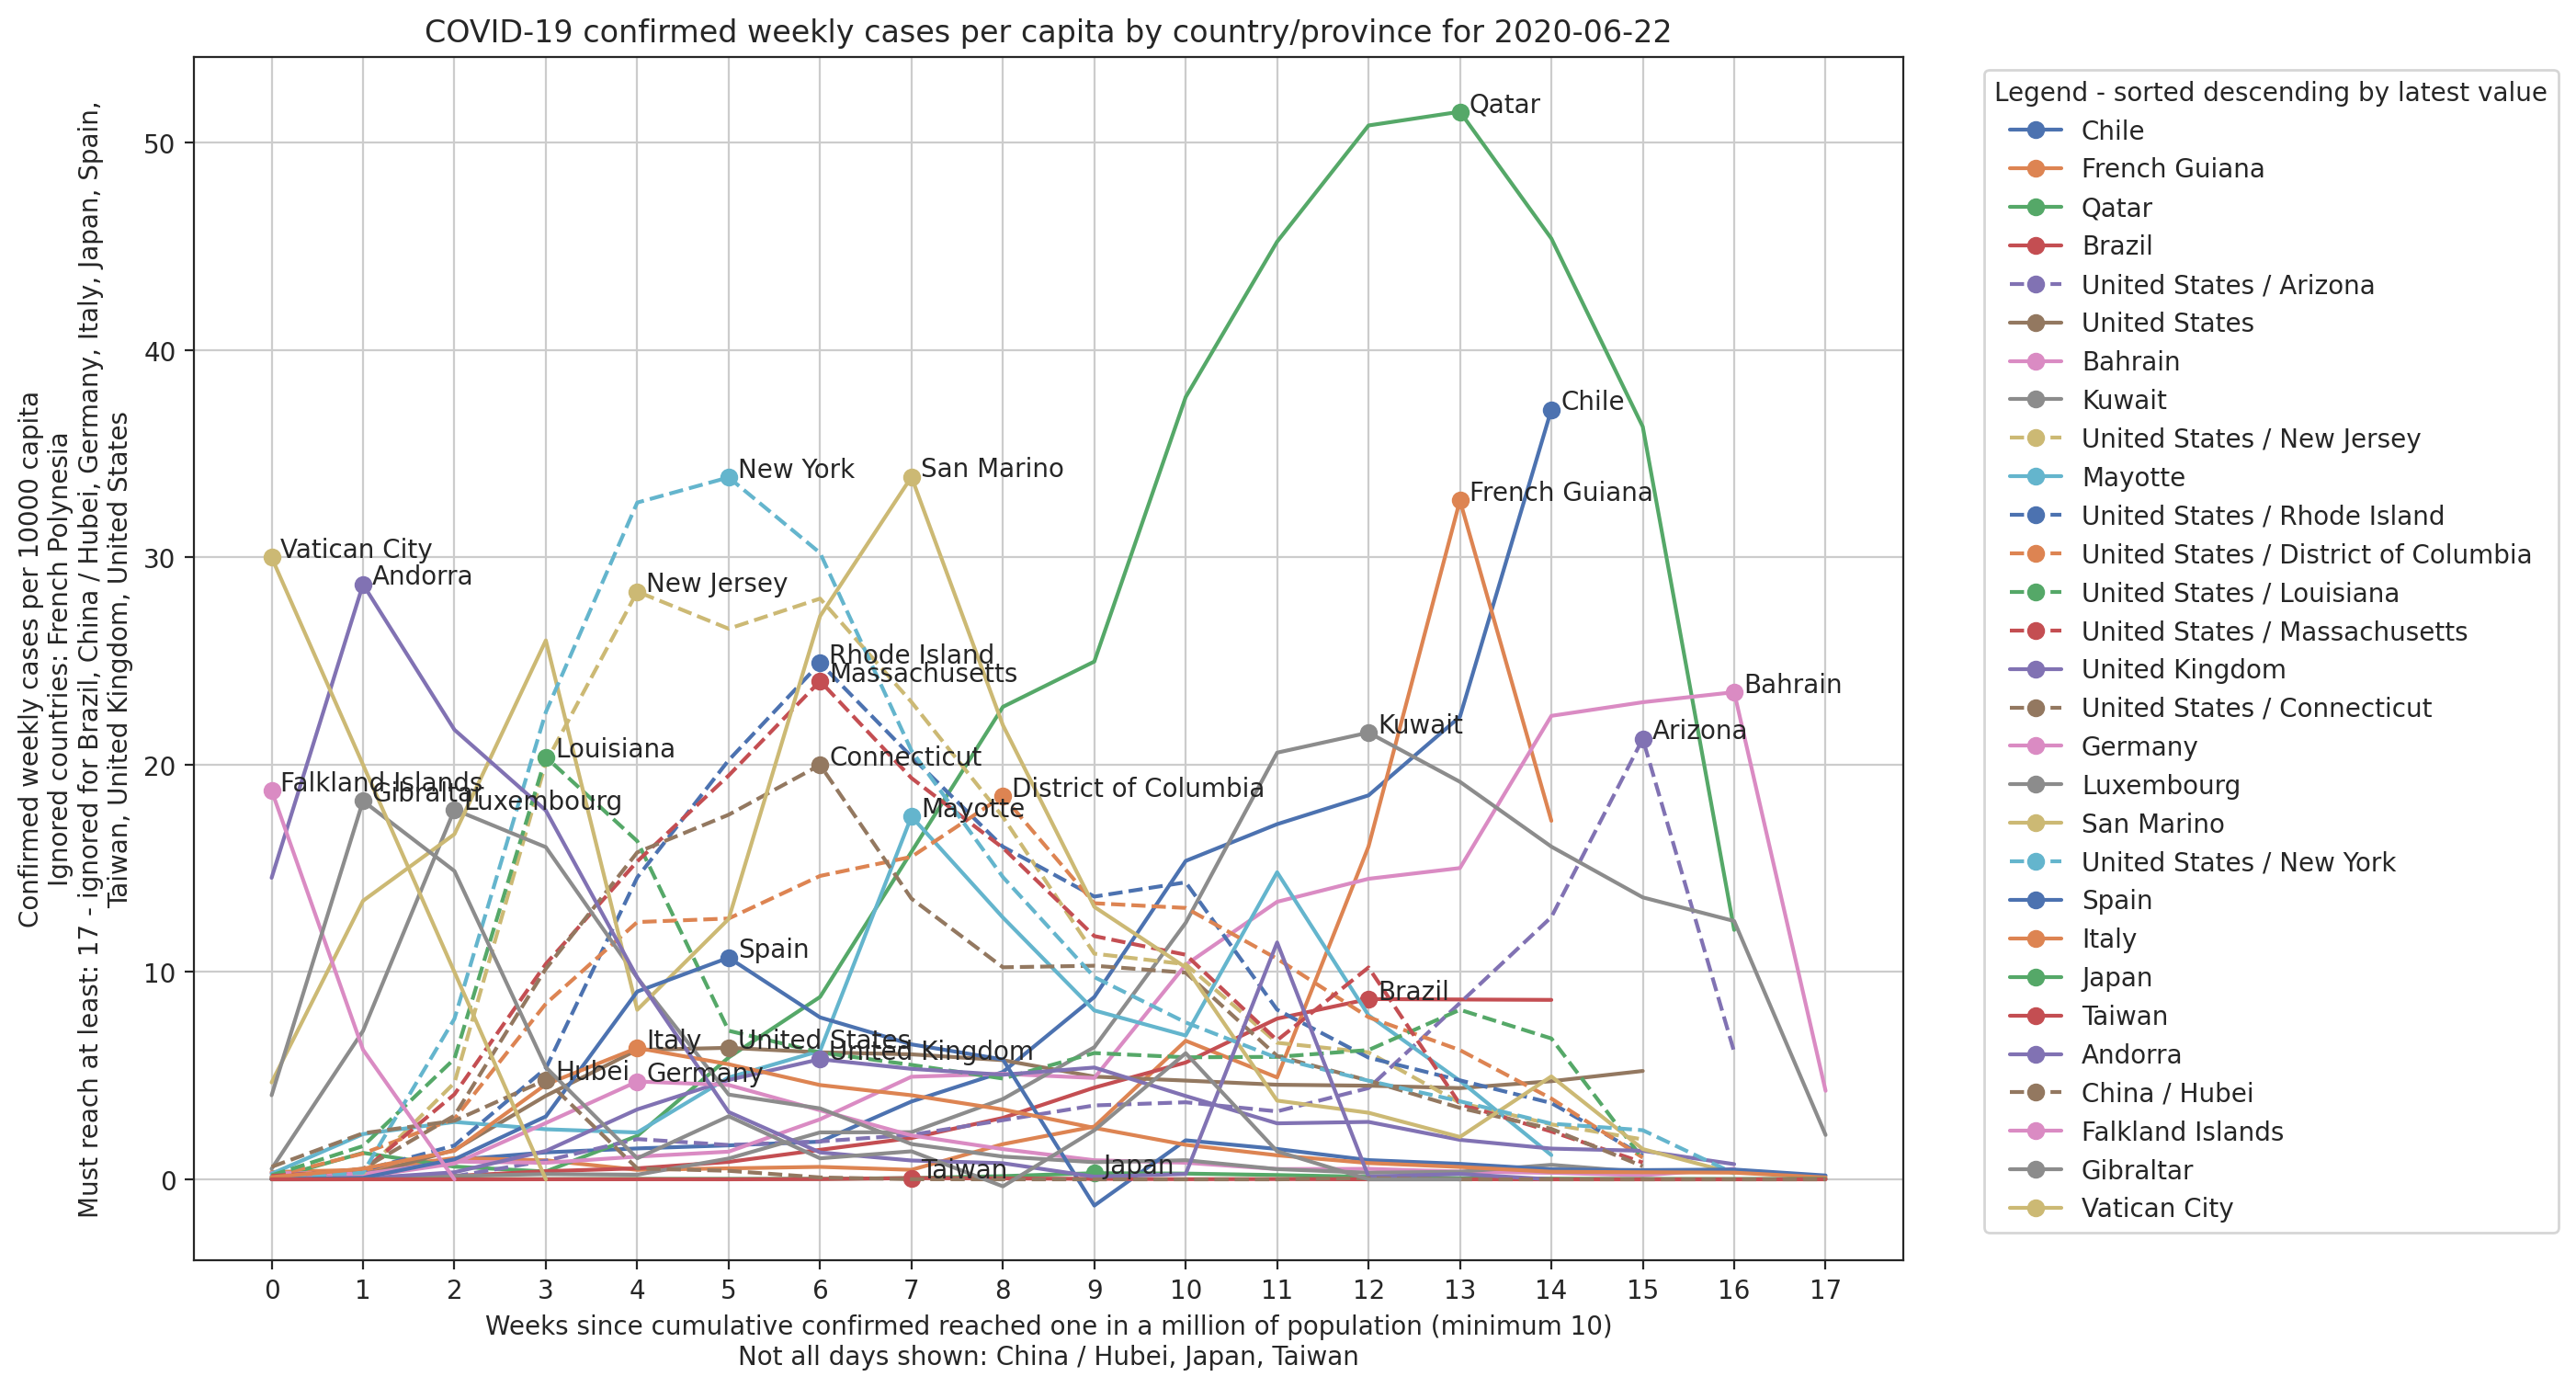 COVID-19 confirmed weekly cases per capita by country/province for 2020-06-22
Confirmed weekly cases per 10000 capita
Ignored countries: French Polynesia
Must reach at least: 17 - ignored for Brazil, China / Hubei, Germany, Italy, Japan, Spain,
Taiwan, United Kingdom, United States
50
40
30
20
10
0
Qatar
Chile
French Guiana
New York
San Marino
Vatican City
Andorra
New Jersey
Rhode Island
Massachusetts
Bahrain
Kuwait
Arizona
Louisiana
Connecticut
District of Columbia
Falkland Islands
Gibraltar
Luxembourg
Mayotte
Spain
Brazil
Italy
United States
United Kingdom
Hubei
Germany
Taiwan
Japan
0 1 2 3 4 5 6 7 8 9 10 11 12 13 14 15 16 17
Weeks since cumulative confirmed reached one in a million of population (minimum 10)
Not all days shown: China / Hubei, Japan, Taiwan
Legend - sorted descending by latest value
Chile
French Guiana
Qatar
Brazil
United States / Arizona
United States
Bahrain
Kuwait
United States / New Jersey
Mayotte
United States / Rhode Island
United States / District of Columbia
United States / Louisiana
United States / Massachusetts
United Kingdom
United States / Connecticut
Germany
Luxembourg
San Marino
United States / New York
Spain
Italy
Japan
Taiwan
Andorra
China / Hubei
Falkland Islands
Gibraltar
Vatican City